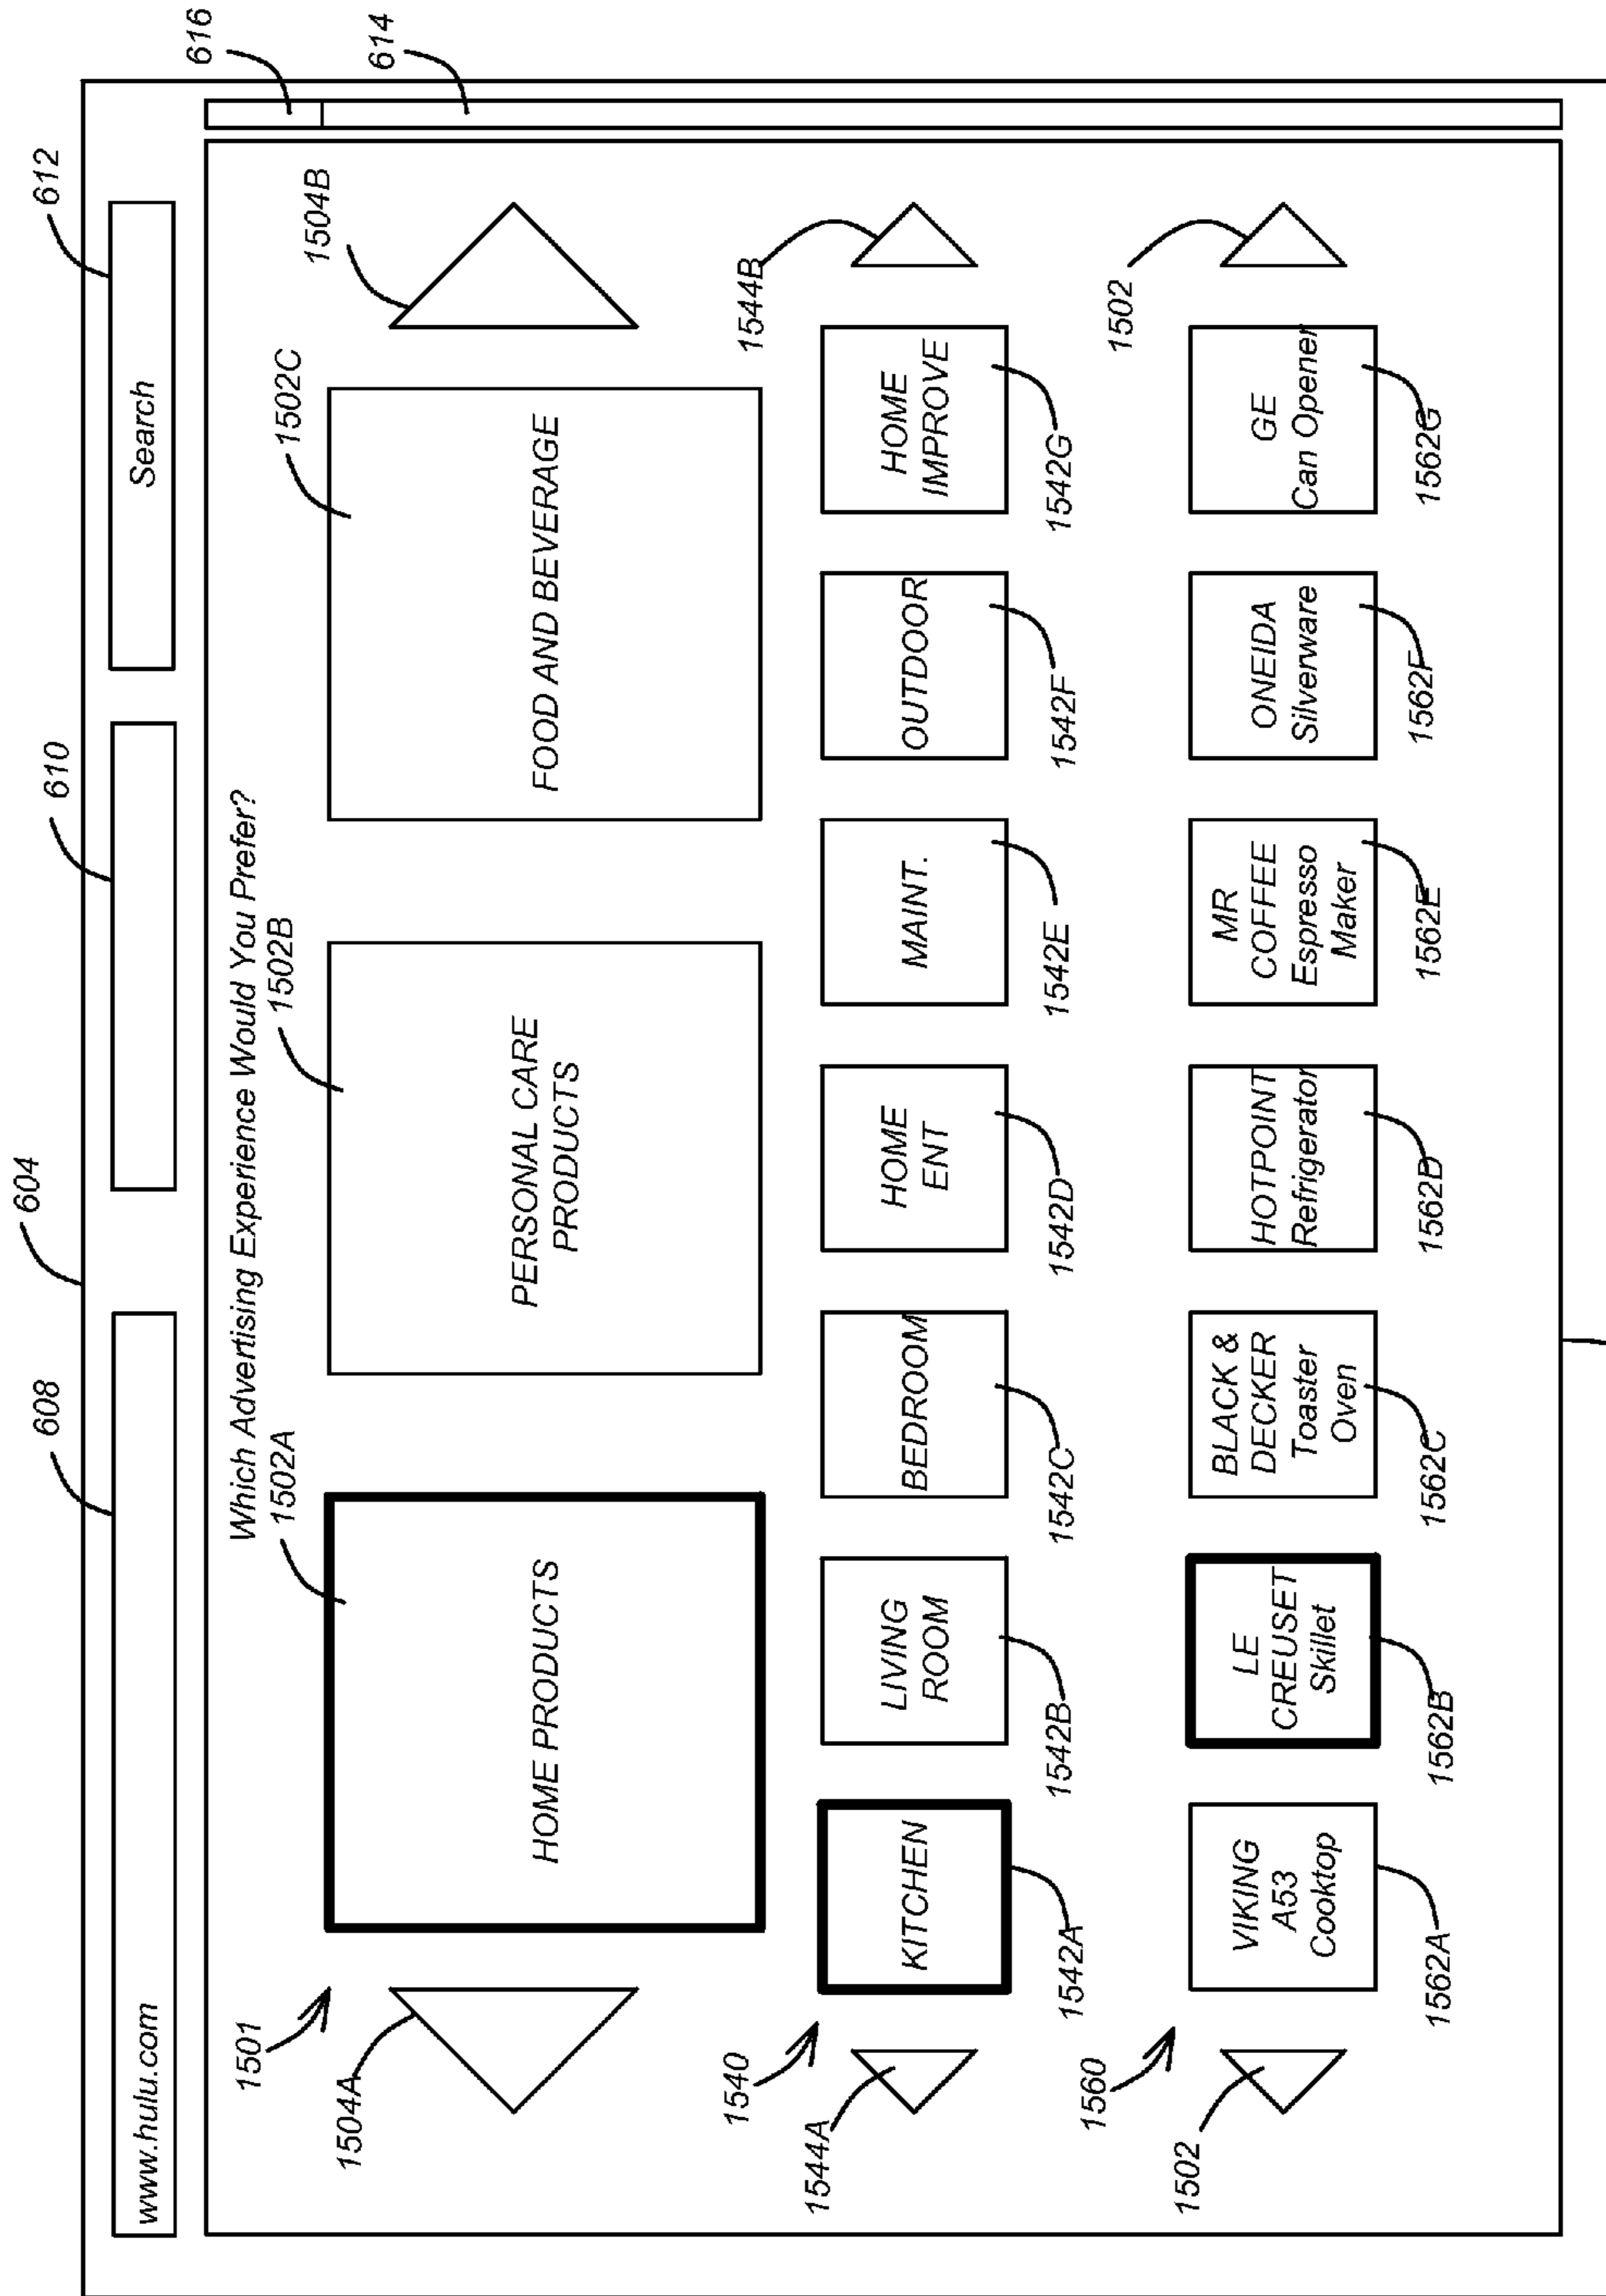 604
608
610
612
616
www.hulu.com
Search
614
Which Advertising Experience Would You Prefer?
1501
1502A
1502B
1502C
1504B
1504A
HOME PRODUCTS
PERSONAL CARE
PRODUCTS
FOOD AND BEVERAGE
1540
1544B
1544A
KITCHEN
LIVING
ROOM
BEDROOM
HOME
ENT
MAINT.
OUTDOOR
HOME
IMPROVE
1542A
1542B
1542C
1542D
1542E
1542F
1542G
1560
1502
1502
VIKING
A53
Cooktop
LE
CREUSET
Skillet
BLACK &
DECKER
Toaster
Oven
HOTPOINT
Refrigerator
MR
COFFEE
Espresso
Maker
ONEIDA
Silverware
GE
Can Opener
1562A
1562B
1562C
1562D
1562E
1562F
1562G